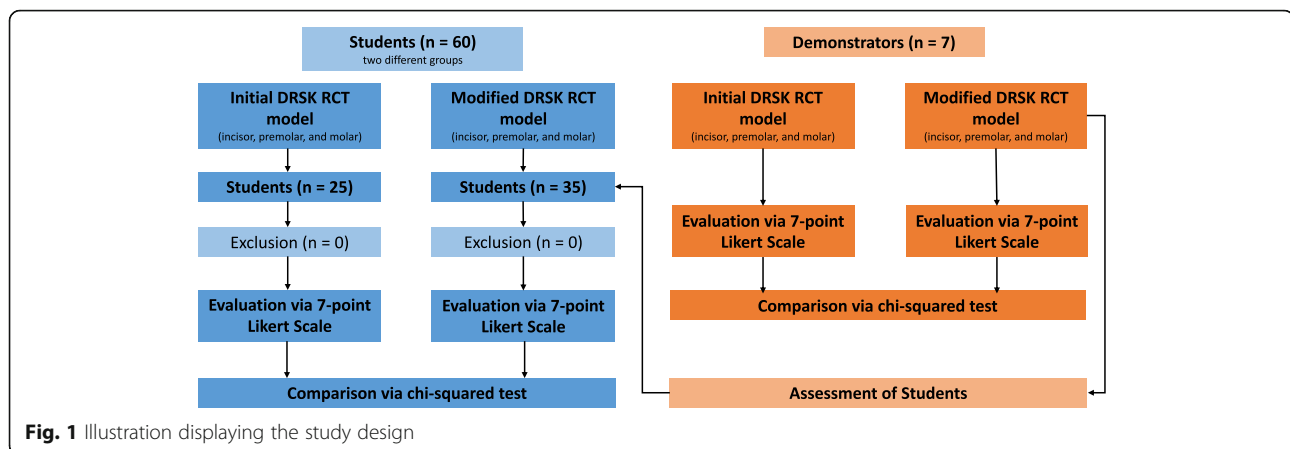 Students (n = 60)
two different groups
Initial DRSK RCT
model
(incisor, premolar, and molar)
Students (n = 25)
Exclusion (n = 0)
Evaluation via 7-point
Likert Scale
Modified DRSK RCT
model
(incisor, premolar, and molar)
Students (n = 35)
Exclusion (n = 0)
Evaluation via 7-point
Likert Scale
Comparison via chi-squared test
Demonstrators (n = 7)
Initial DRSK RCT
model
(incisor, premolar, and molar)
Evaluation via 7-point
Likert Scale
Modified DRSK RCT
model
(incisor, premolar, and molar)
Evaluation via 7-point
Likert Scale
Comparison via chi-squared test
Assessment of Students
Fig. 1 Illustration displaying the study design